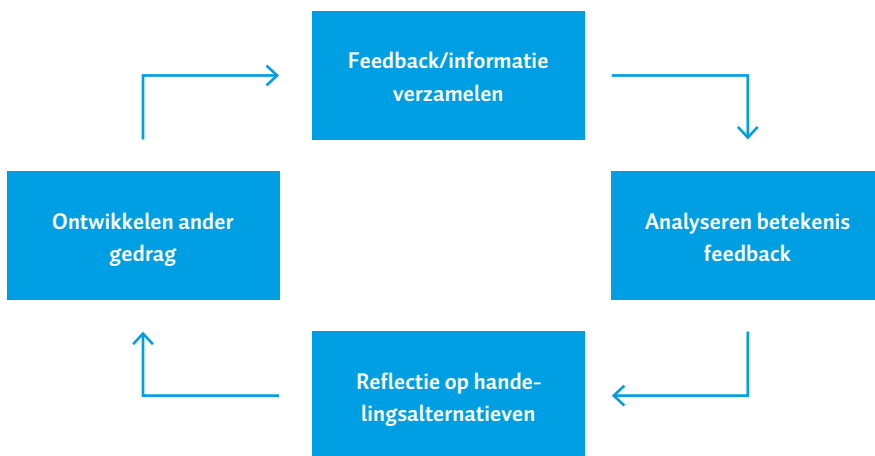 Feedback/informatie
verzamelen
Ontwikkelen ander
gedrag
Analyseren betekenis
feedback
Reflectie op hande-
lingsalternatieven